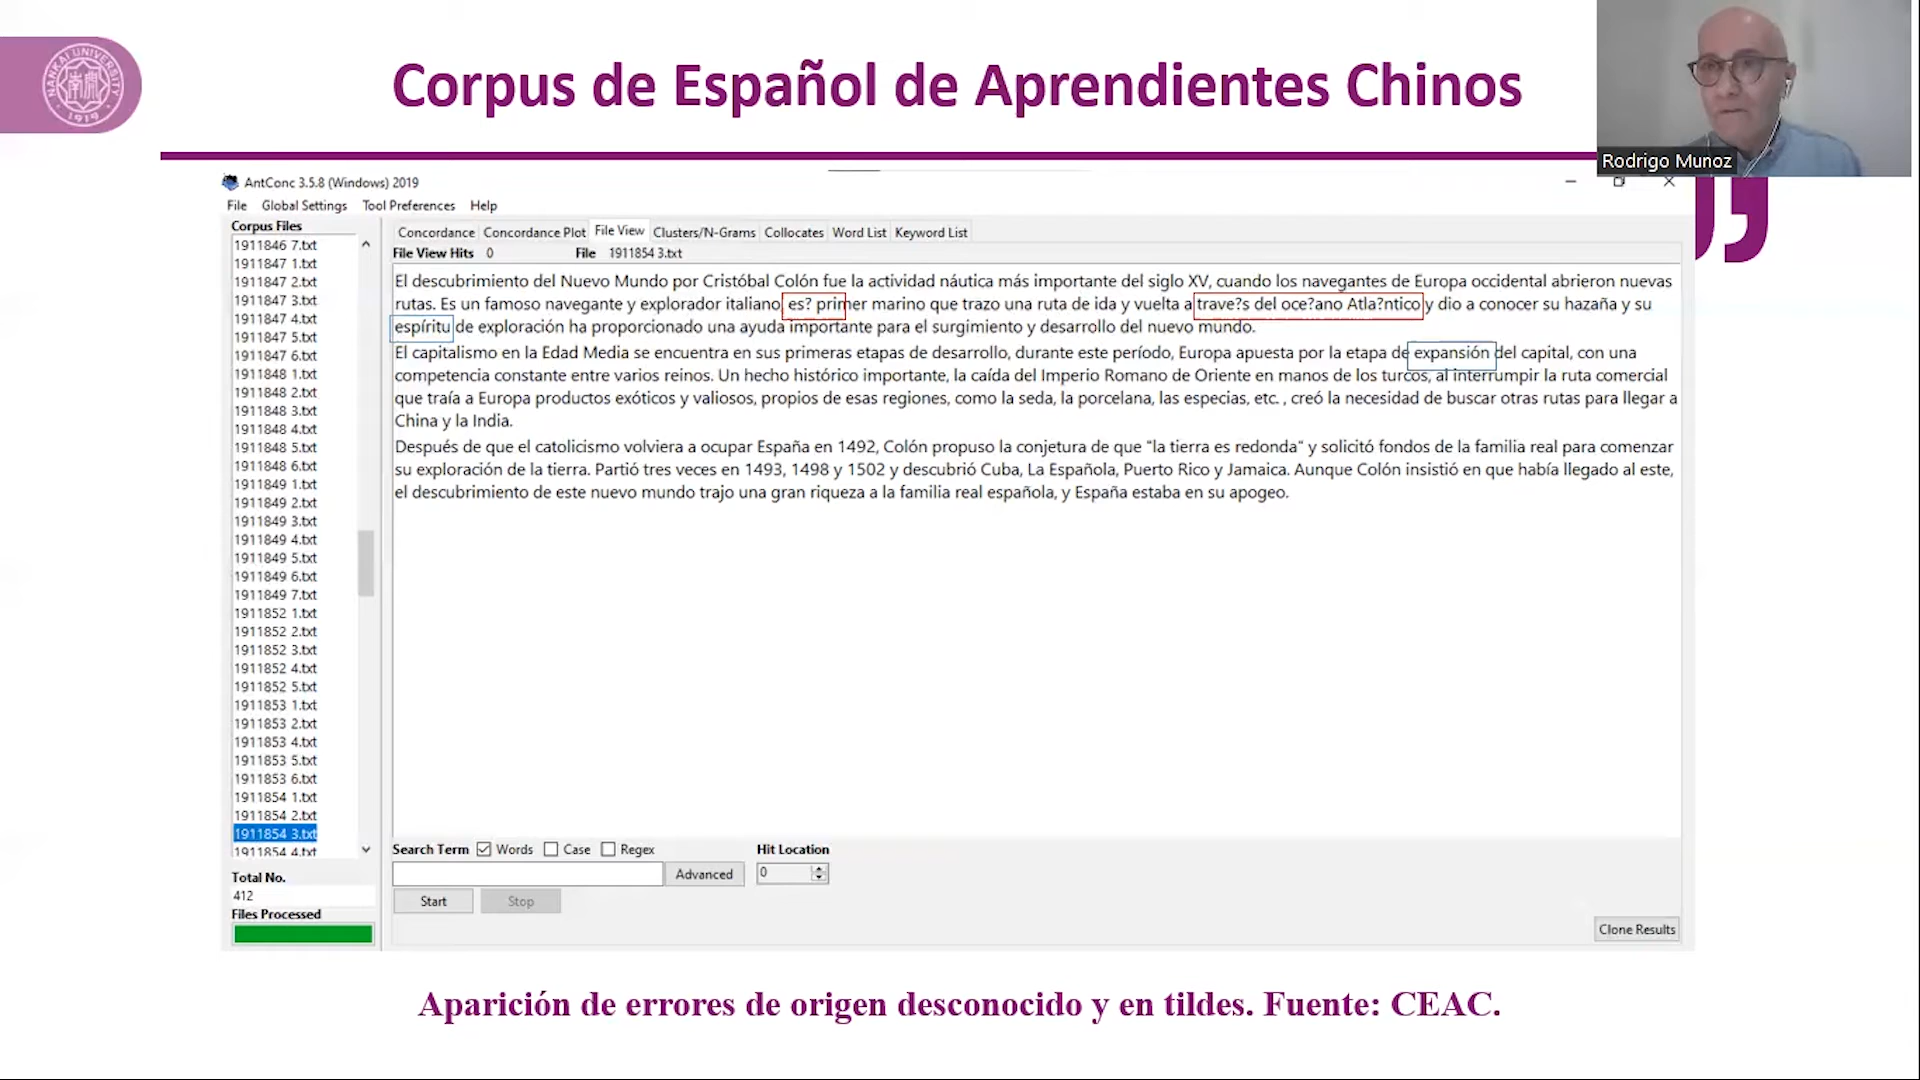 Corpus de Español de Aprendientes Chinos
NANKAI UNIVERSITY
1919
Rodrigo Munoz
AntConc 3.5.8 (Windows) 2019
File Global Settings Tool Preferences Help
Corpus Files
1911846 7.txt
1911847 1.txt
1911847 2.txt
1911847 3.txt
1911847 4.txt
1911847 5.txt
1911847 6.txt
1911848 1.txt
1911848 2.txt
1911848 3.txt
1911848 4.txt
1911848 5.txt
1911848 6.txt
1911849 1.txt
1911849 2.txt
1911849 3.txt
1911849 4.txt
1911849 5.txt
1911849 6.txt
1911849 7.txt
1911852 1.txt
1911852 2.txt
1911852 3.txt
1911852 4.txt
1911852 5.txt
1911853 1.txt
1911853 2.txt
1911853 4.txt
1911853 5.txt
1911853 6.txt
1911854 1.txt
1911854 2.txt
1911854 3.txt
1911854 4.txt
Total No.
412
Files Processed
Concordance Concordance Plot File View Clusters/N-Grams Collocates Word List Keyword List
File View Hits 0 File 1911854 3.txt
El descubrimiento del Nuevo Mundo por Cristóbal Colón fue la actividad náutica más importante del siglo XV, cuando los navegantes de Europa occidental abrieron nuevas
rutas. Es un famoso navegante y explorador italiano, es? primer marino que trazo una ruta de ida y vuelta a trave?s del oce?ano Atla?ntico y dio a conocer su hazaña y su
espíritu de exploración ha proporcionado una ayuda importante para el surgimiento y desarrollo del nuevo mundo.
El capitalismo en la Edad Media se encuentra en sus primeras etapas de desarrollo, durante este período, Europa apuesta por la etapa de expansión del capital, con una
competencia constante entre varios reinos. Un hecho histórico importante, la caída del Imperio Romano de Oriente en manos de los turcos, al interrumpir la ruta comercial
que traía a Europa productos exóticos y valiosos, propios de esas regiones, como la seda, la porcelana, las especias, etc. , creó la necesidad de buscar otras rutas para llegar a
China y la India.
Después de que el catolicismo volviera a ocupar España en 1492, Colón propuso la conjetura de que "la tierra es redonda" y solicitó fondos de la familia real para comenzar
su exploración de la tierra. Partió tres veces en 1493, 1498 y 1502 y descubrió Cuba, La Española, Puerto Rico y Jamaica. Aunque Colón insistió en que había llegado al este,
el descubrimiento de este nuevo mundo trajo una gran riqueza a la familia real española, y España estaba en su apogeo.
Search Term Words Case Regex Hit Location
Advanced 0
Start Stop
Clone Results
Aparición de errores de origen desconocido y en tildes. Fuente: CEAC.